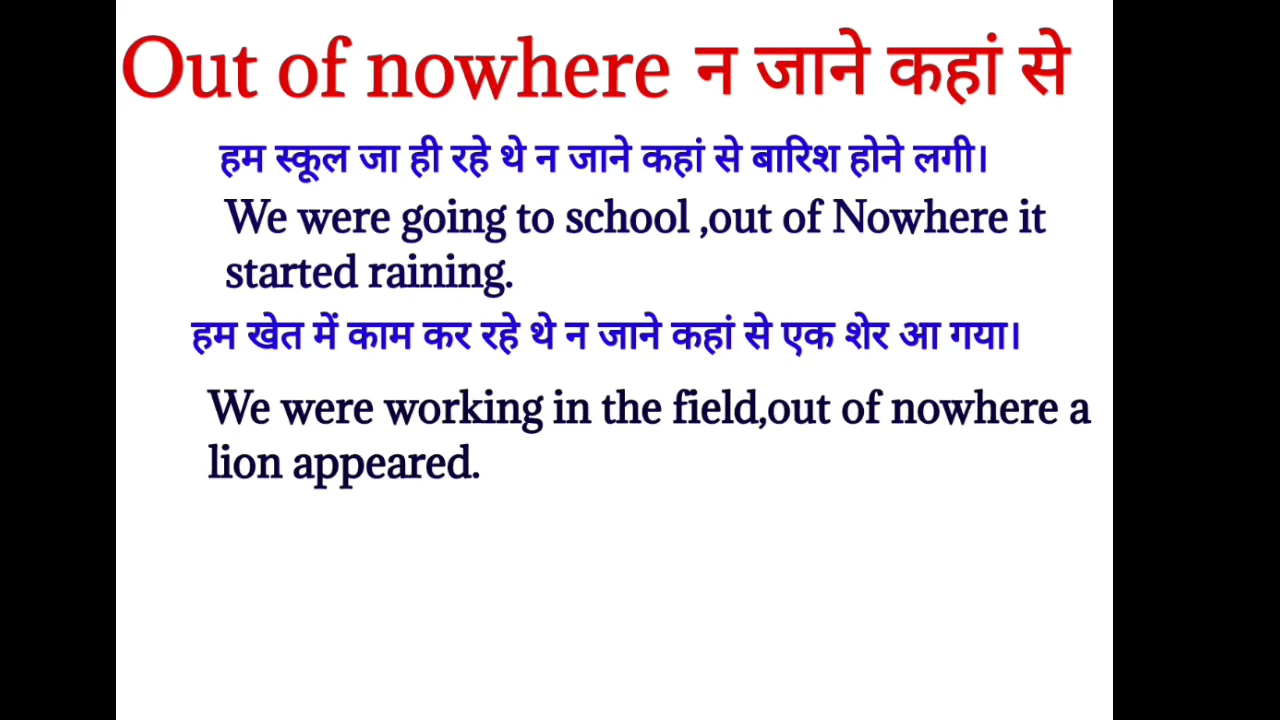 Out of nowhere न जाने कहां से
हम स्कूल जा ही रहे थे न जाने कहां से बारिश होने लगी।
We were going to school ,out of Nowhere it
started raining.
हम खेत में काम कर रहे थे न जाने कहां से एक शेर आ गया।
We were working in the field,out of nowhere a
lion appeared.